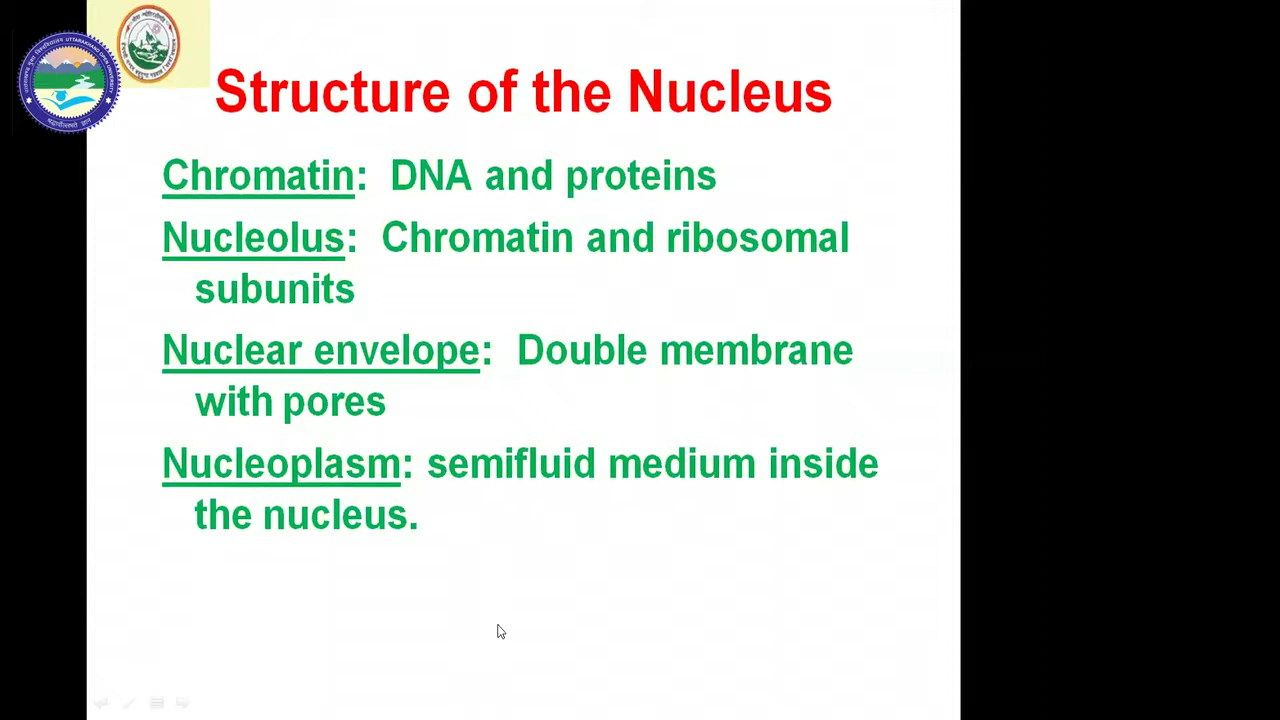 Structure of the Nucleus
Chromatin: DNA and proteins
Nucleolus: Chromatin and ribosomal
subunits
Nuclear envelope: Double membrane
with pores
Nucleoplasm: semifluid medium inside
the nucleus.